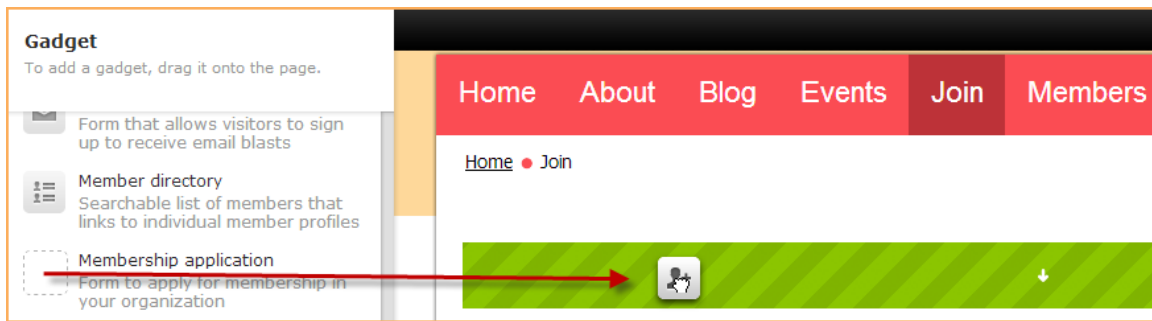 Gadget
To add a gadget, drag it onto the page.
Form that allows visitors to sign
up to receive email blasts
Member directory
Searchable list of members that
links to individual member profiles
Membership application
Form to apply for membership in
your organization
Home About Blog Events Join Members
Home • Join